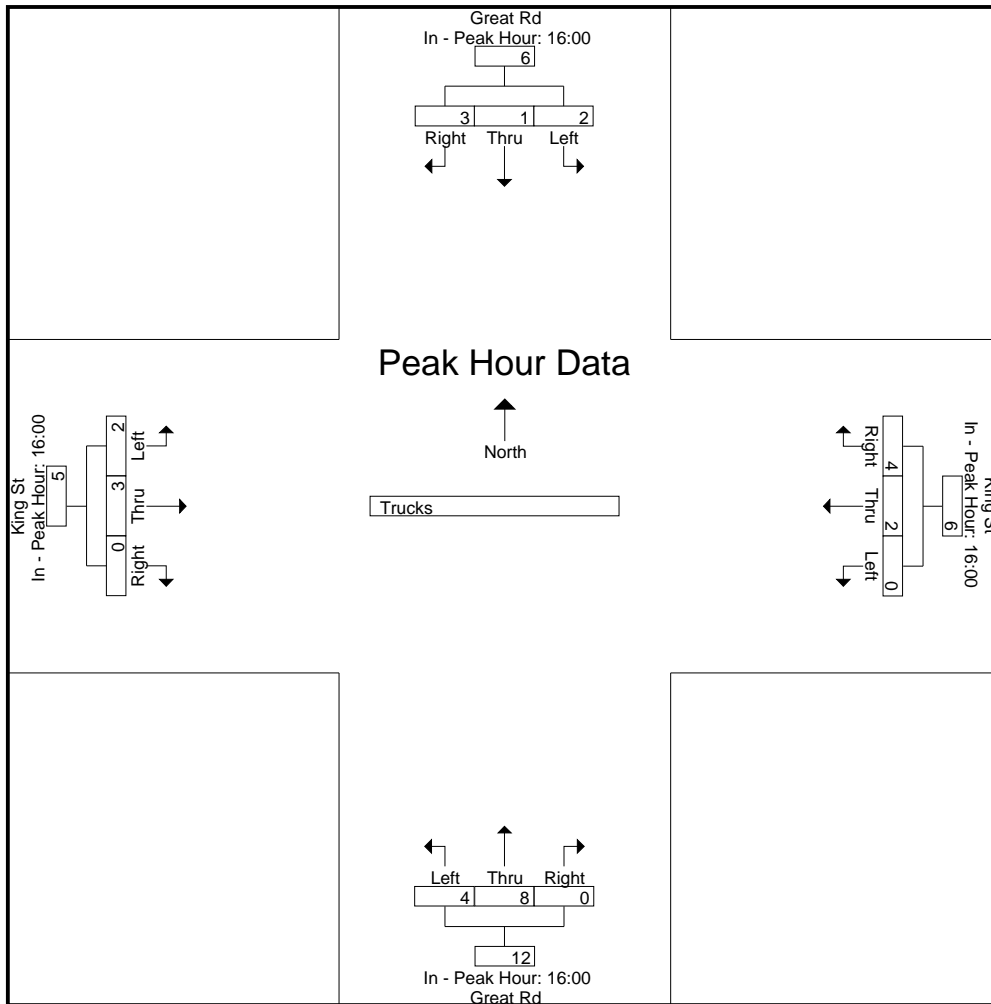 Great Rd
In - Peak Hour: 16:00
6
3 1 2
Right Thru Left
Peak Hour Data
North
Trucks
King St
In - Peak Hour: 16:00
5
2 3 0
Left Thru Right
King St
In - Peak Hour: 16:00
6
4 2 0
Right Thru Left
Left Thru Right
4 8 0
12
In - Peak Hour: 16:00
Great Rd